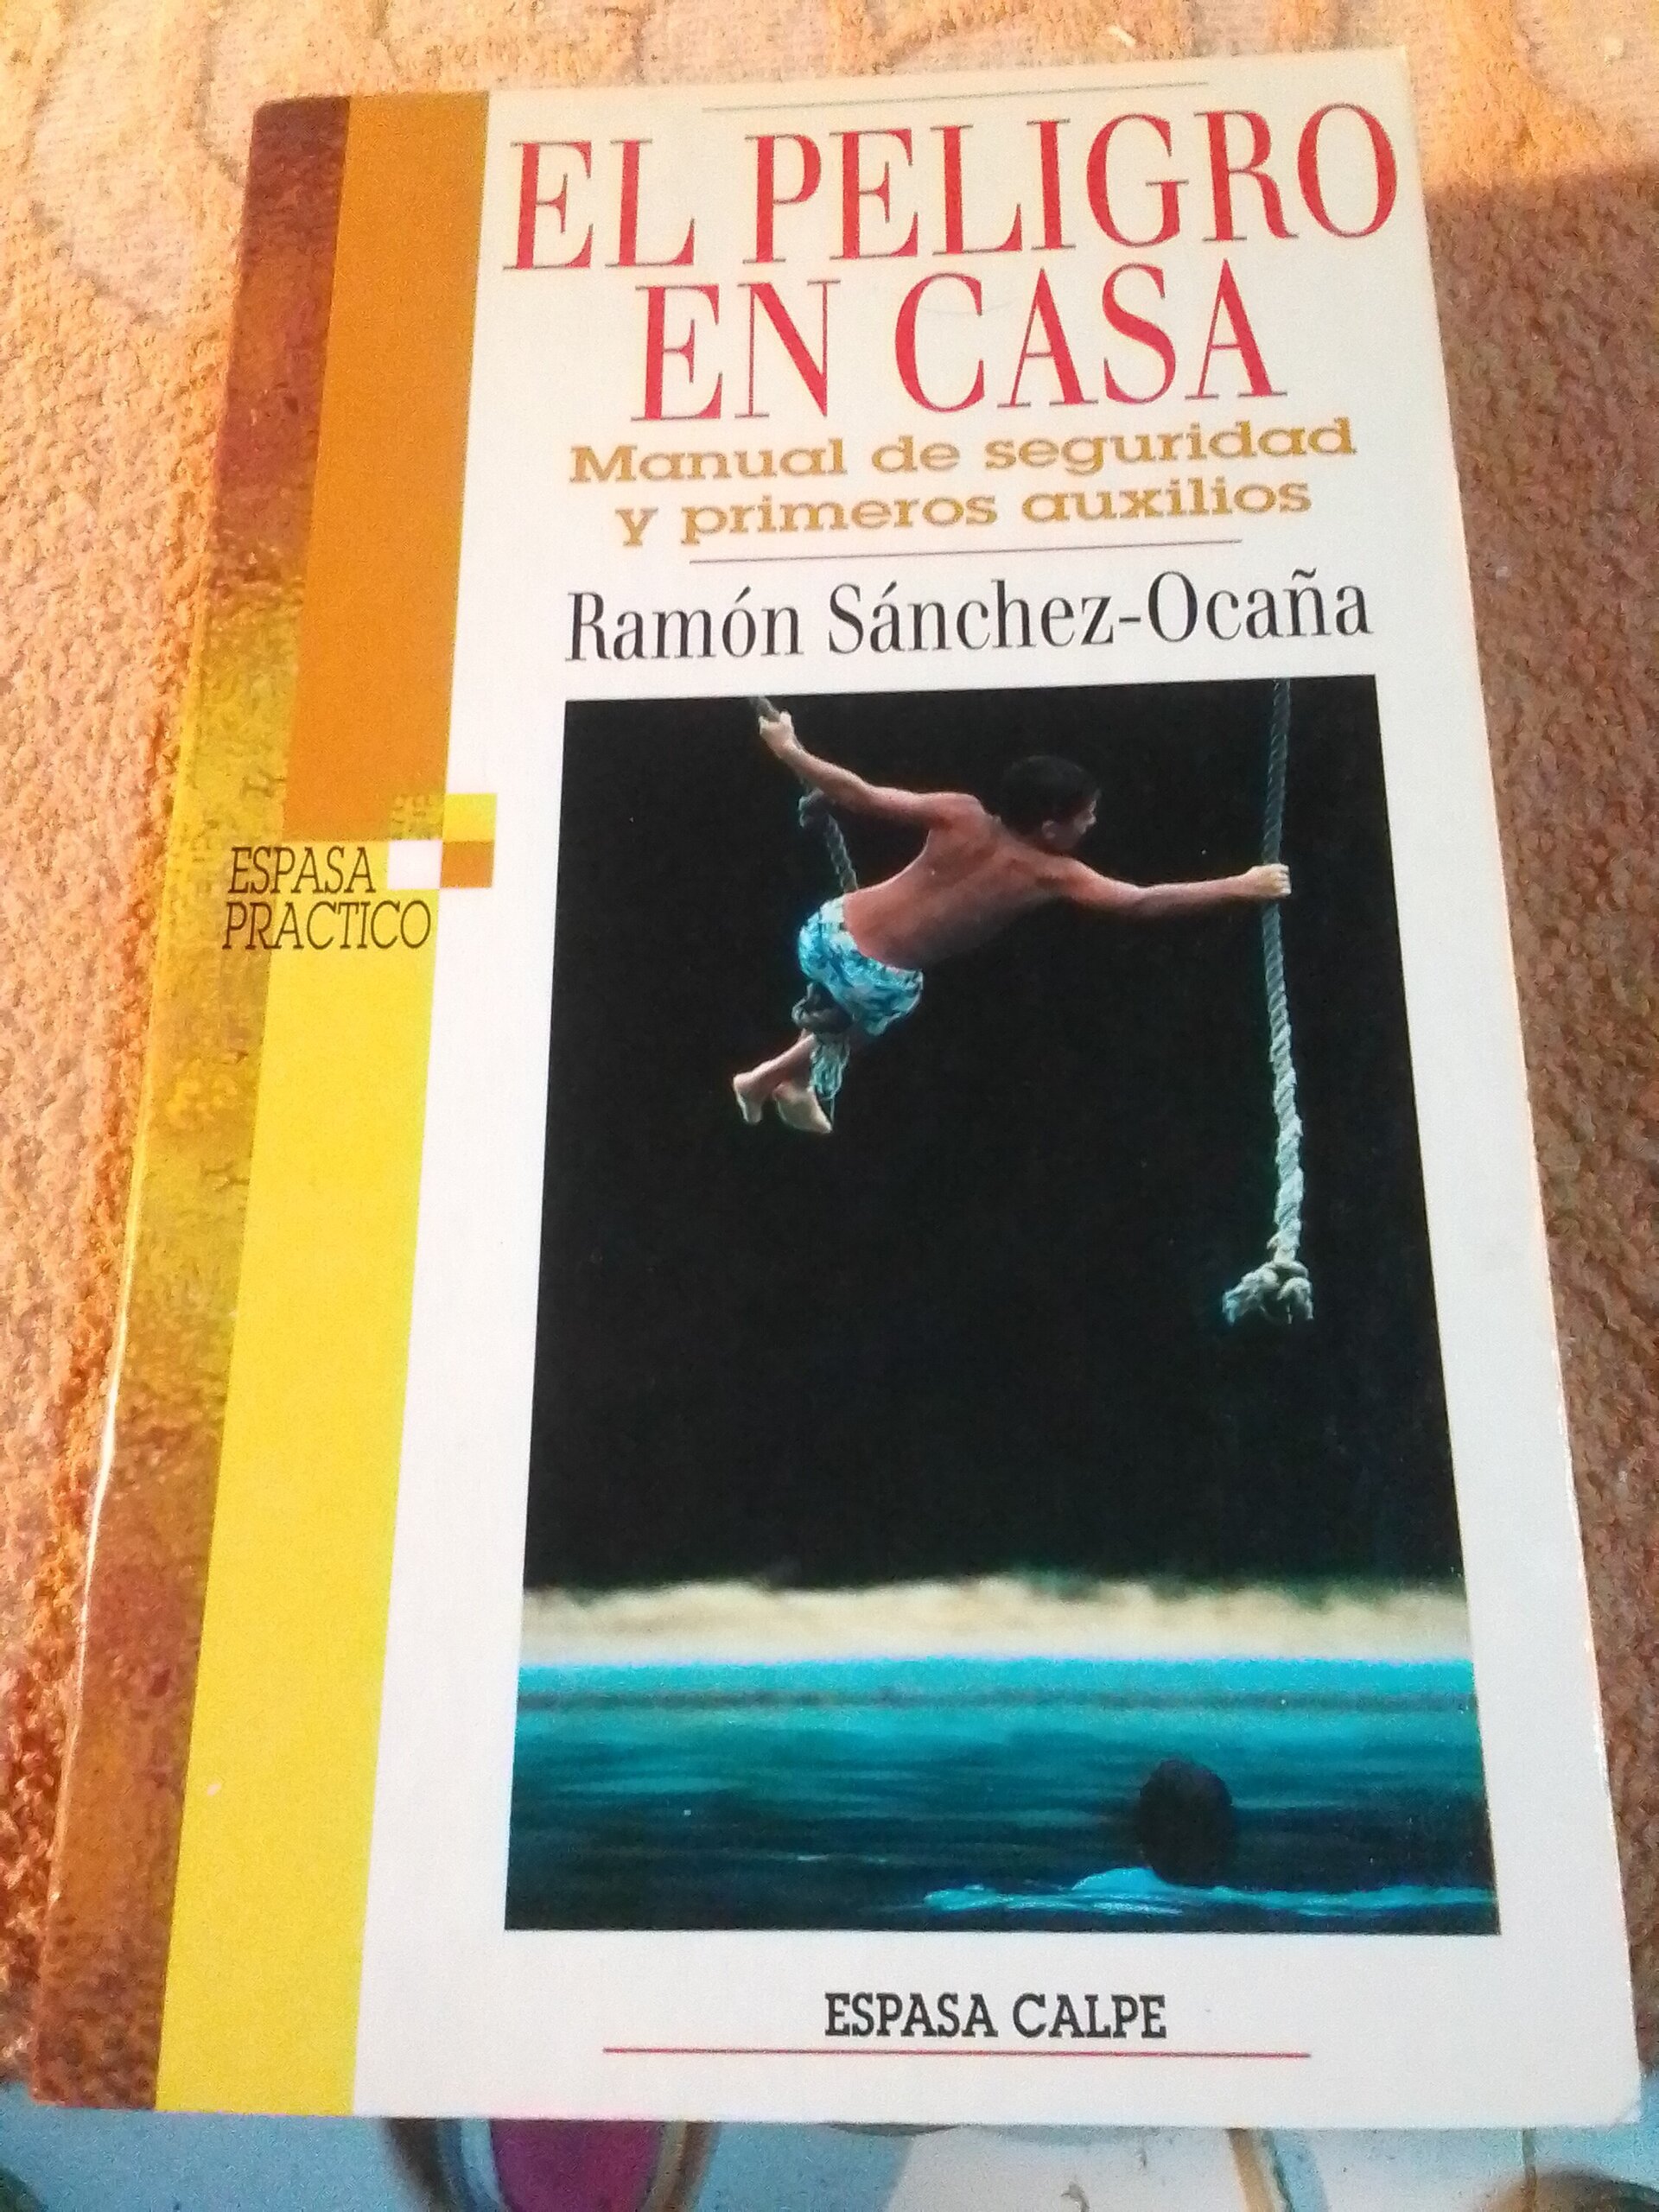 EL PELIGRO
EN CASA
Manual de seguridad
y primeros auxilios
Ramón Sánchez-Ocaña
ESPASA
PRACTICO
ESPASA CALPE